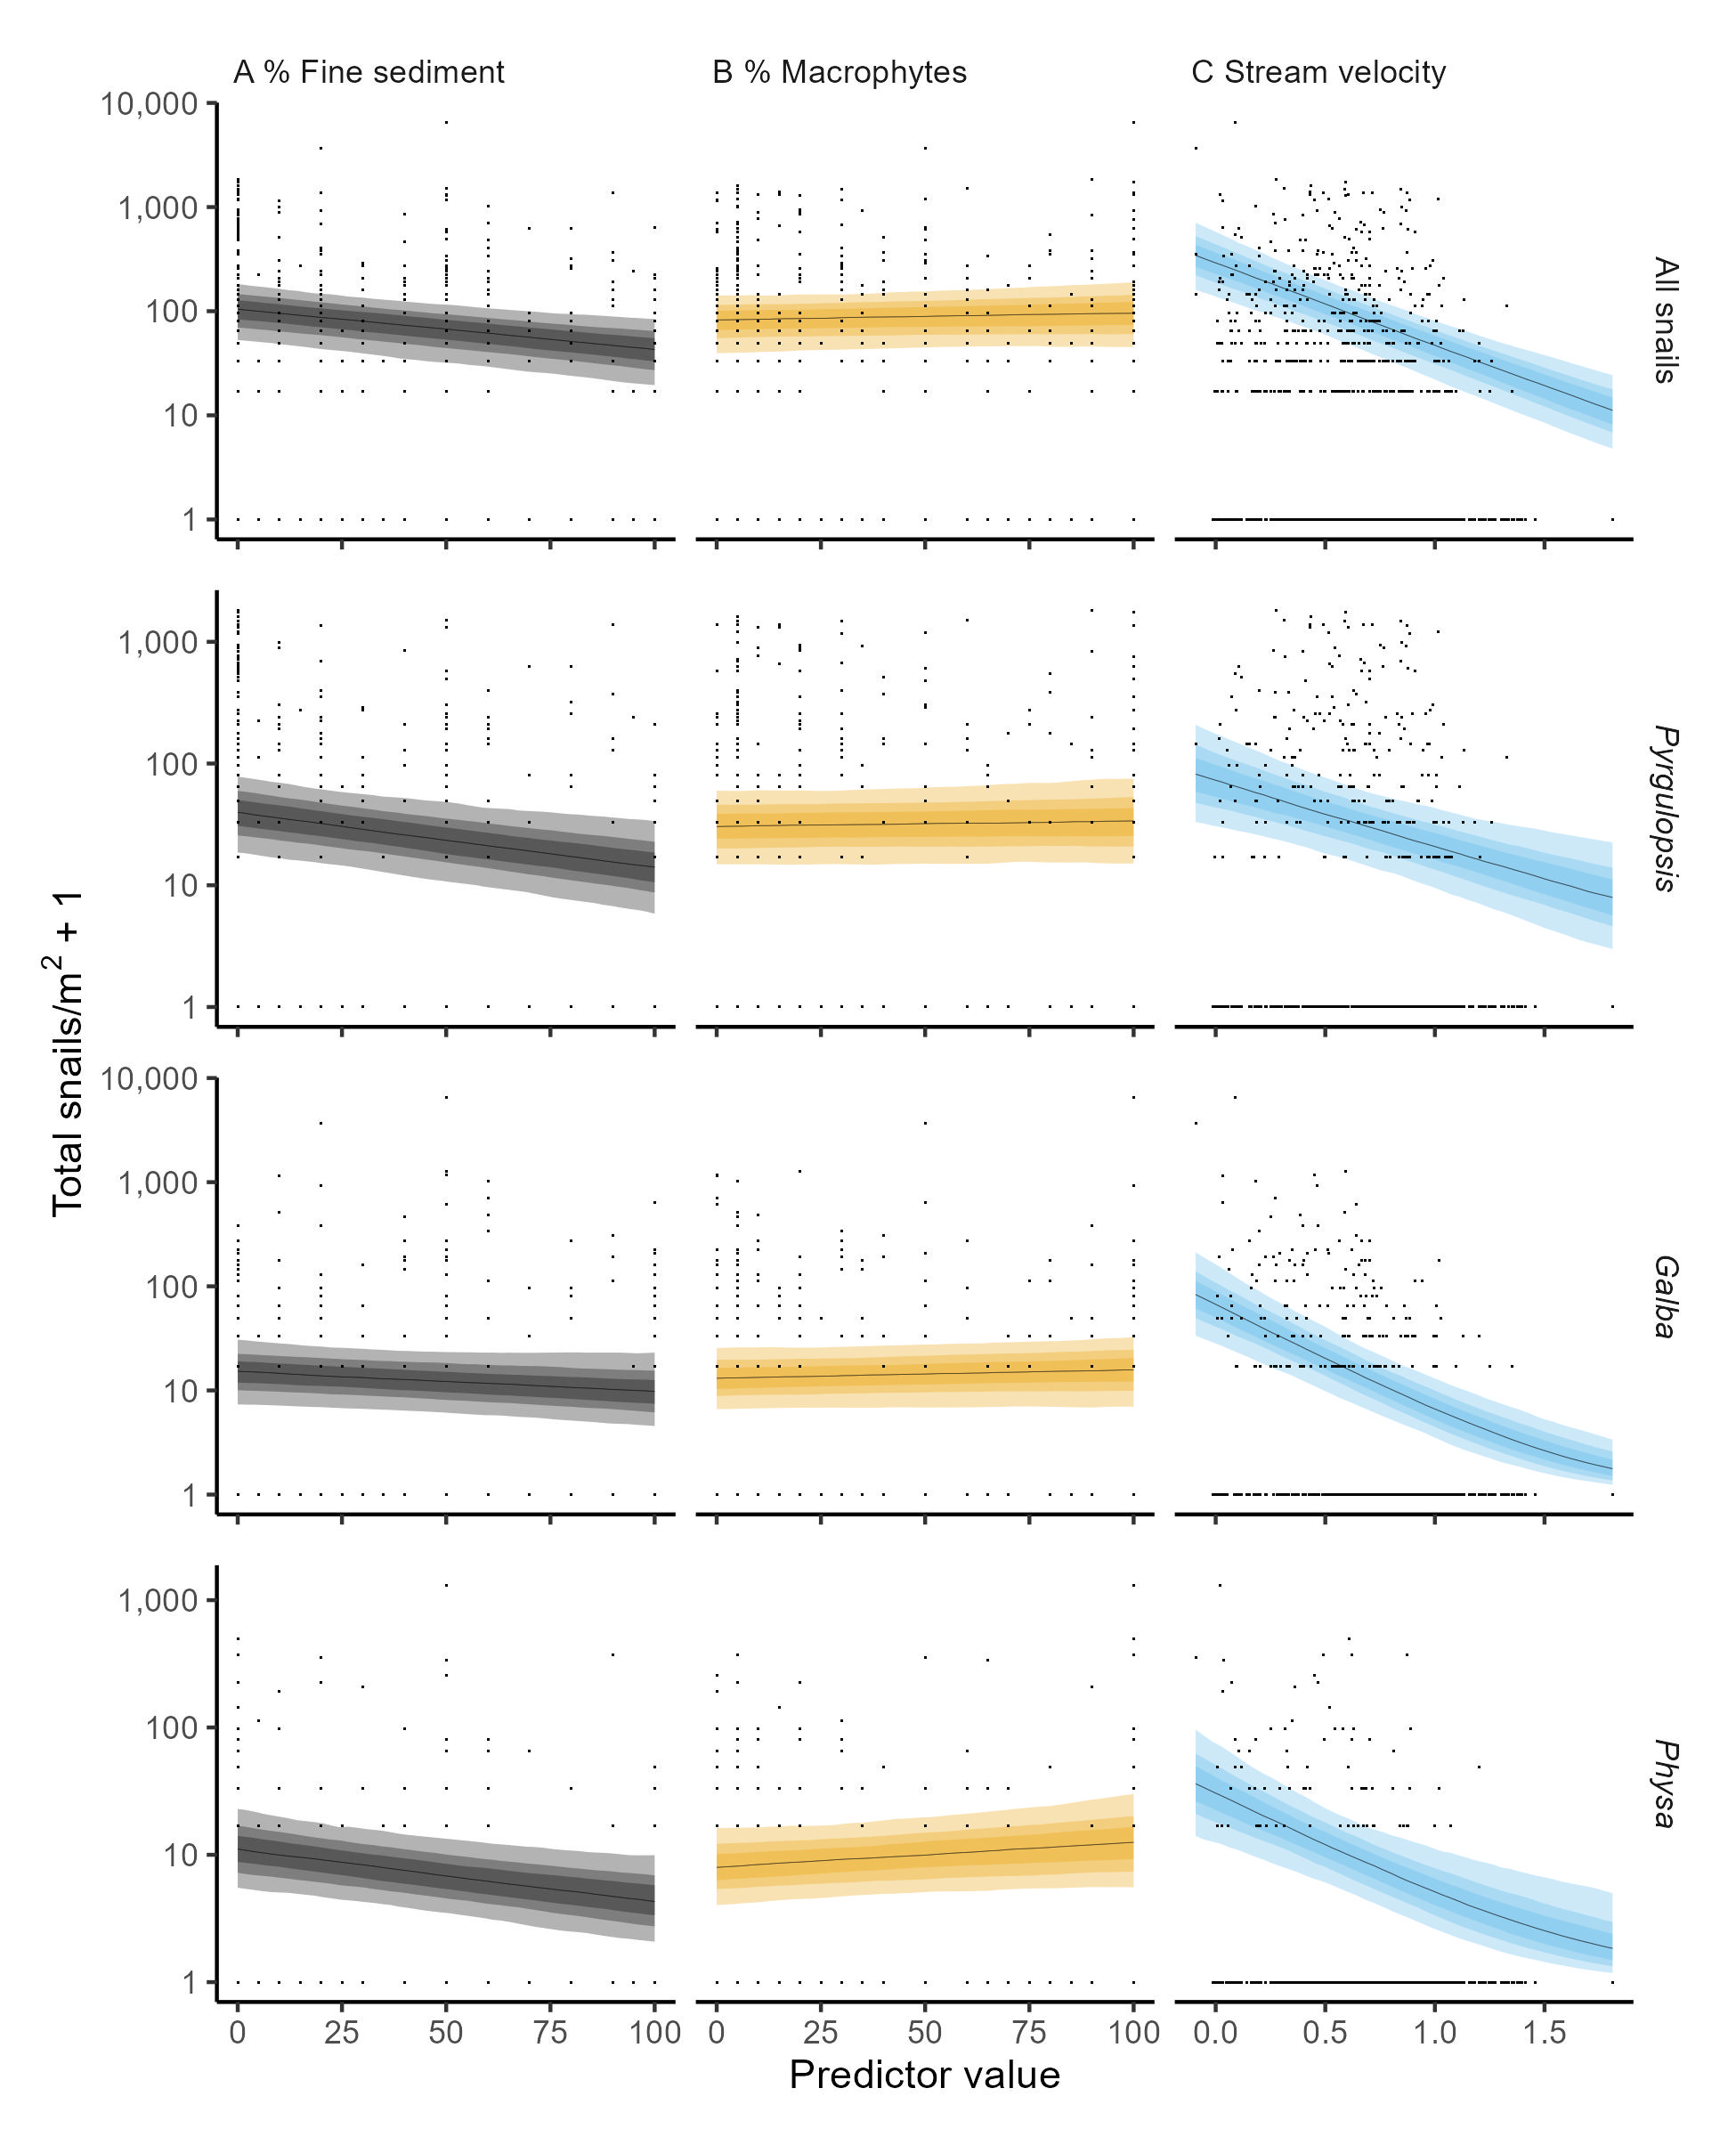 A % Fine sediment
B % Macrophytes
C Stream velocity
10,000
1,000
100
10
1
All snails
1,000
100
10
1
Pyrgulopsis
Total snails/m² + 1
10,000
1,000
100
10
1
Galba
1,000
100
10
1
Physa
0 25 50 75 100
0 25 50 75 100
0.0 0.5 1.0 1.5
Predictor value